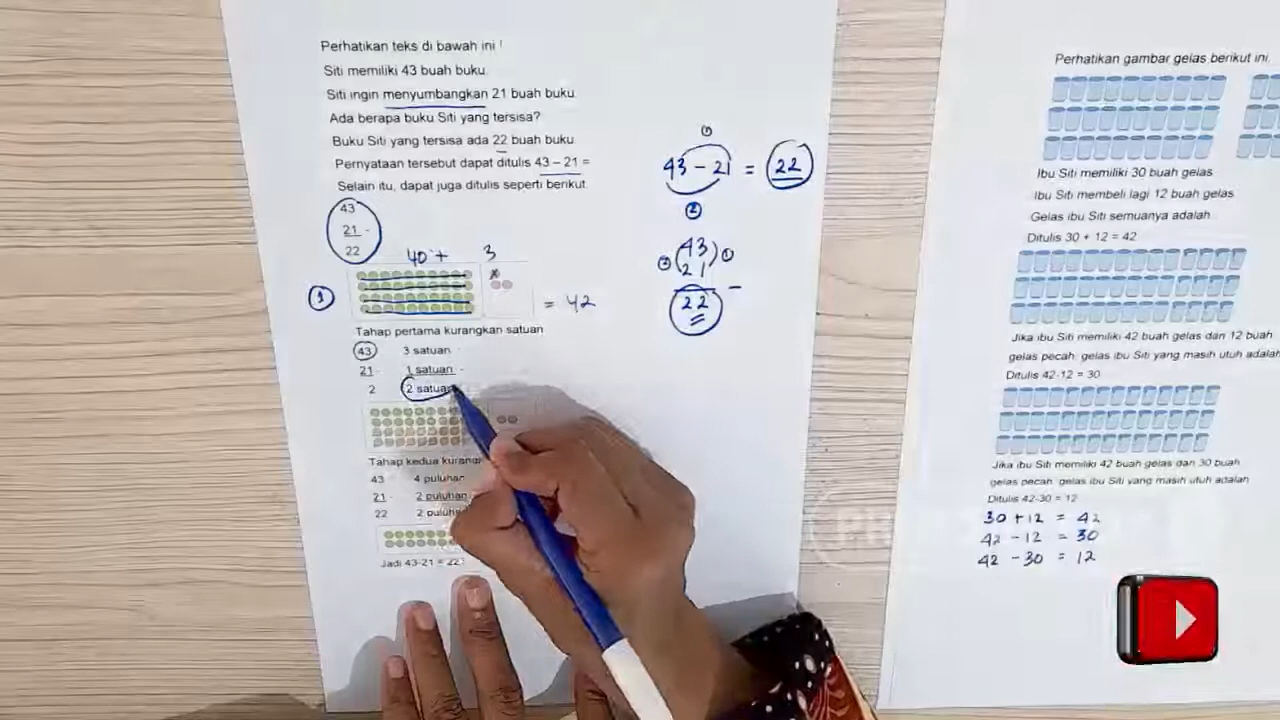 Perhatikan teks di bawah ini !
Siti memiliki 43 buah buku.
Siti ingin menyumbangkan 21 buah buku.
Ada berapa buku Siti yang tersisa?
Buku Siti yang tersisa ada 22 buah buku.
Pernyataan tersebut dapat ditulis 43 – 21 =
Selain itu, dapat juga ditulis seperti berikut.
43
21 -
22
40 + 3
1
= 42
Tahap pertama kurangkan satuan
43 3 satuan
21 - 1 satuan -
2 2 satuan
Tahap kedua
43 4 puluhan
21 - 2 puluhan
22 2
Jadi 43-21 = 22
1
43 – 21 = 22
2
43
21
22
Perhatikan gambar gelas berikut ini.
Ibu Siti memiliki 30 buah gelas.
Ibu Siti membeli lagi 12 buah gelas
Gelas ibu Siti semuanya adalah
Ditulis 30 + 12 = 42
Jika ibu Siti memiliki 42 buah gelas dan 12 buah
gelas pecah. gelas ibu Siti yang masih utuh adalah
Ditulis 42-12 = 30
Jika ibu Siti memiliki 42 buah gelas dan 30 buah
gelas pecah. gelas ibu Siti yang masih utuh adalah
Ditulis 42-30 = 12
30 + 12 = 42
42 - 12 = 30
42 - 30 = 12